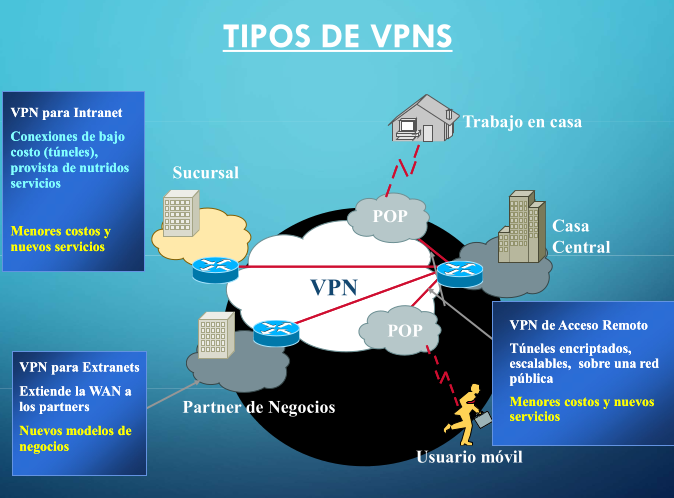 TIPOS DE VPNS
VPN para Intranet
Conexiones de bajo
costo (túneles),
provista de nutridos
servicios
Menores costos y
nuevos servicios
Trabajo en casa
Sucursal
POP
Casa
Central
VPN
POP
VPN de Acceso Remoto
Túneles encriptados,
escalables, sobre una red
pública
Menores costos y nuevos
servicios
VPN para Extranets
Extiende la WAN a
los partners
Nuevos modelos de
negocios
Partner de Negocios
Usuario móvil